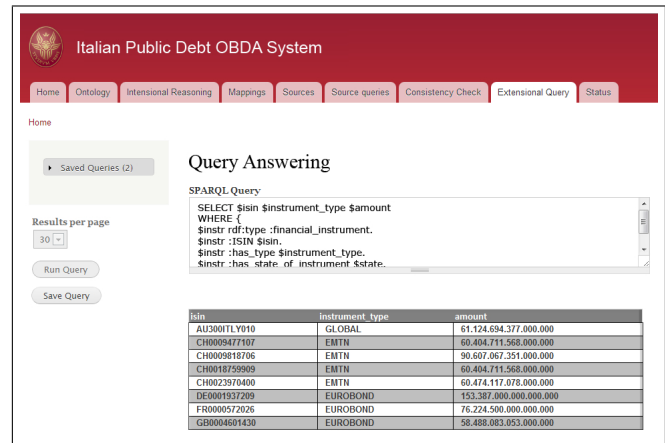 Italian Public Debt OBDA System
Home Ontology Intensional Reasoning Mappings Sources Source queries Consistency Check Extensional Query Status
Home
Saved Queries (2)
Query Answering
SPARQL Query
SELECT $isin $instrument_type $amount
WHERE {
$instr rdf:type :financial_instrument.
$instr :ISIN $isin.
$instr :has_type $instrument_type.
$instr :has_state_of_instrument $state.
Results per page
30
Run Query
Save Query
isin instrument_type amount
AU300ITLY010 GLOBAL 61.124.694.377.000.000
CH0009477107 EMTN 60.404.711.568.000.000
CH0009818706 EMTN 90.607.067.351.000.000
CH0018759909 EMTN 60.404.711.568.000.000
CH0023970400 EMTN 60.474.117.078.000.000
DE0001937209 EUROBOND 153.387.000.000.000.000
FR0000572026 EUROBOND 76.224.500.000.000.000
GB0004601430 EUROBOND 58.488.083.053.000.000